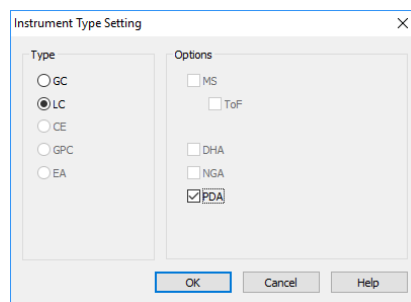 Instrument Type Setting
Type
GC
LC
CE
GPC
EA
Options
MS
ToF
DHA
NGA
PDA
OK Cancel Help